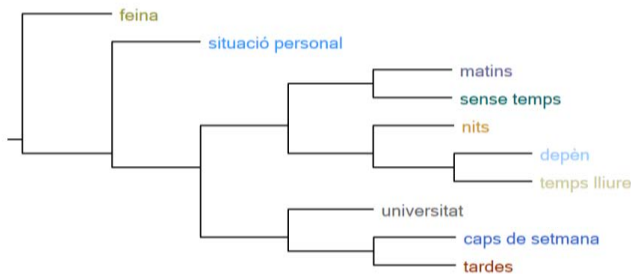 feina
situació personal
matins
sense temps
nits
depèn
temps lliure
universitat
caps de setmana
tardes